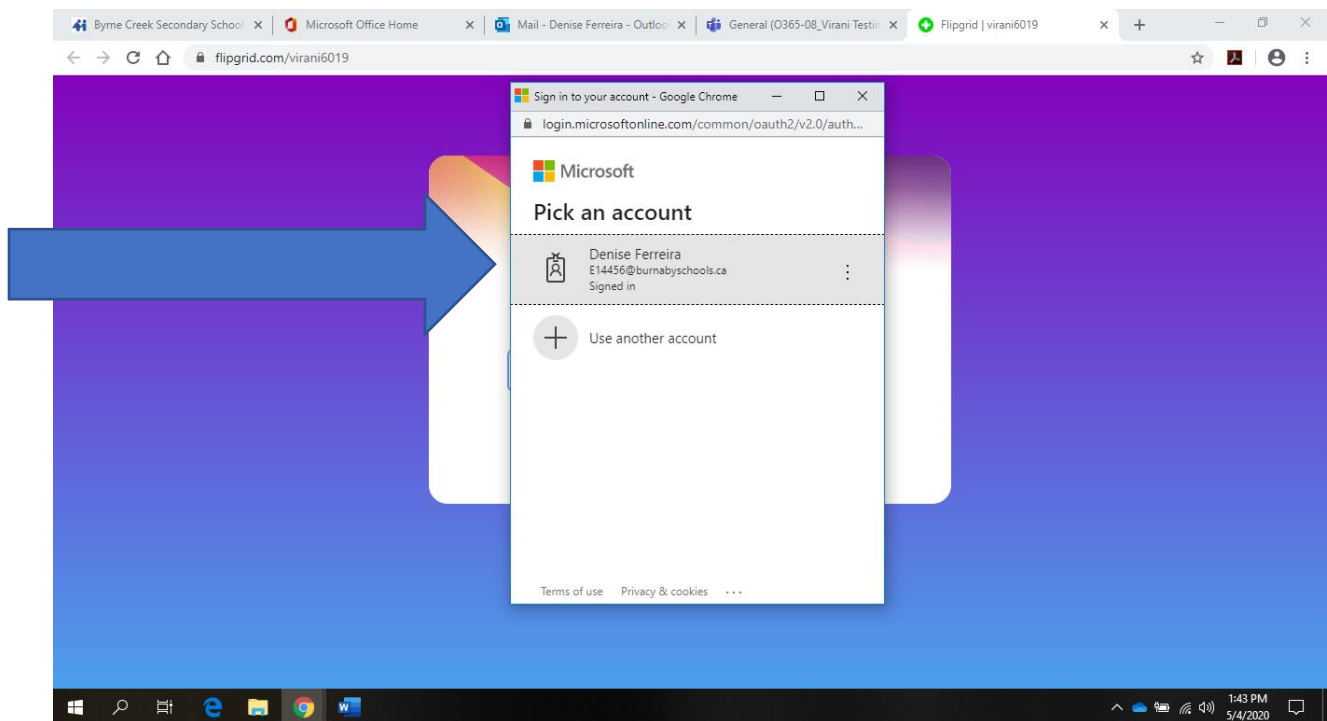 Byrne Creek Secondary School
Microsoft Office Home
Mail - Denise Ferreira - Outloo
General (O365-08_Virani Testin
Flipgrid | virani6019
flipgrid.com/virani6019
Sign in to your account - Google Chrome
login.microsoftonline.com/common/oauth2/v2.0/auth...
Microsoft
Pick an account
Denise Ferreira
E14456@burnabyschools.ca
Signed in
Use another account
Terms of use Privacy & cookies ...
1:43 PM
5/4/2020